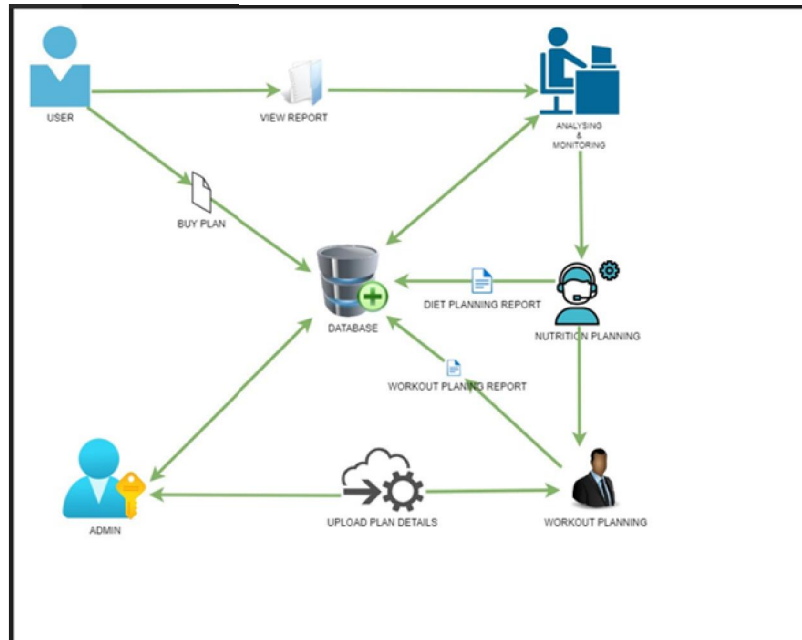 USER
VIEW REPORT
ANALYSING
&
MONITORING
BUY PLAN
DIET PLANNING REPORT
DATABASE
NUTRITION PLANNING
WORKOUT PLANING REPORT
ADMIN
UPLOAD PLAN DETAILS
WORKOUT PLANNING